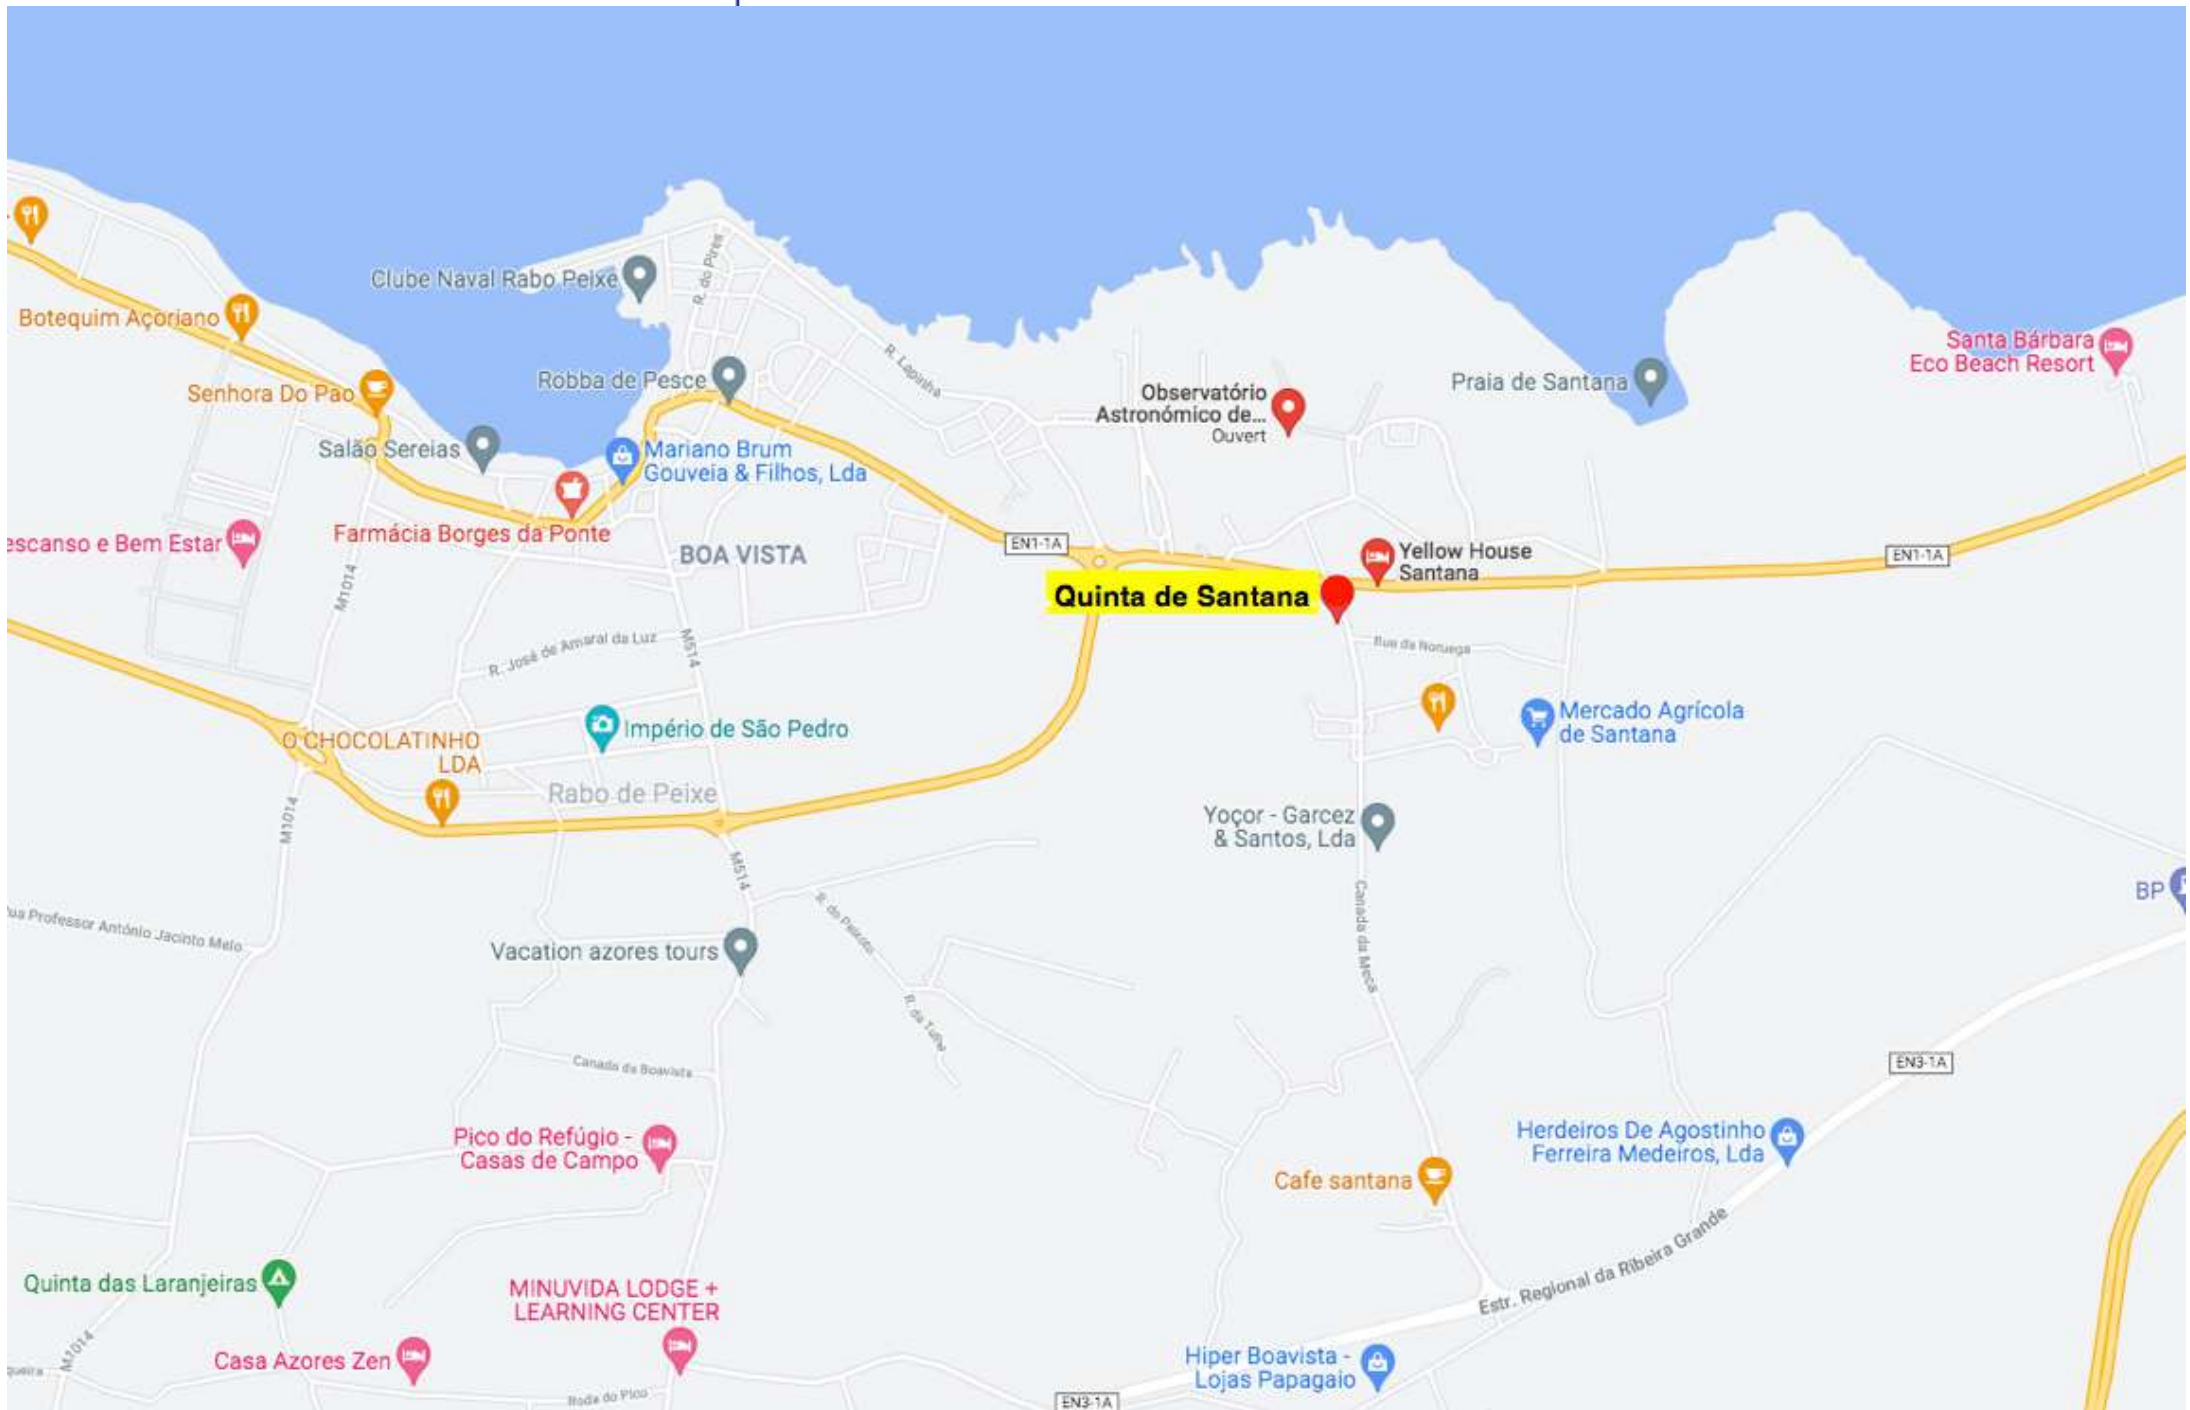 Clube Naval Rabo Peixe
R. do Pires
Botequim Açoriano
Senhora Do Pao
Robba de Pesce
R. Lapinha
Observatório
Astronómico de...
Ouvert
Praia de Santana
Santa Bárbara
Eco Beach Resort
Salão Sereias
Mariano Brum
Gouveia & Filhos, Lda
Farmácia Borges da Ponte
escanso e Bem Estar
BOA VISTA
EN1-1A
Yellow House
Santana
EN1-1A
Quinta de Santana
M1014
R. José de Amaral da Luz
M514
Rua da Noruega
O CHOCOLATINHO
LDA
Império de São Pedro
Mercado Agrícola
de Santana
Rabo de Peixe
M1014
Yoçor - Garcez
& Santos, Lda
M514
BP
ua Professor António Jacinto Melo
R. do Peixoto
Canada da Meca
Vacation azores tours
R. da Tulha
Canada da Boavista
EN3-1A
Pico do Refúgio -
Casas de Campo
Herdeiros De Agostinho
Ferreira Medeiros, Lda
Cafe santana
Quinta das Laranjeiras
MINUVIDA LODGE +
LEARNING CENTER
Estr. Regional da Ribeira Grande
M1014
Casa Azores Zen
Hiper Boavista -
Lojas Papagaio
queira
Roda do Pico
EN3-1A